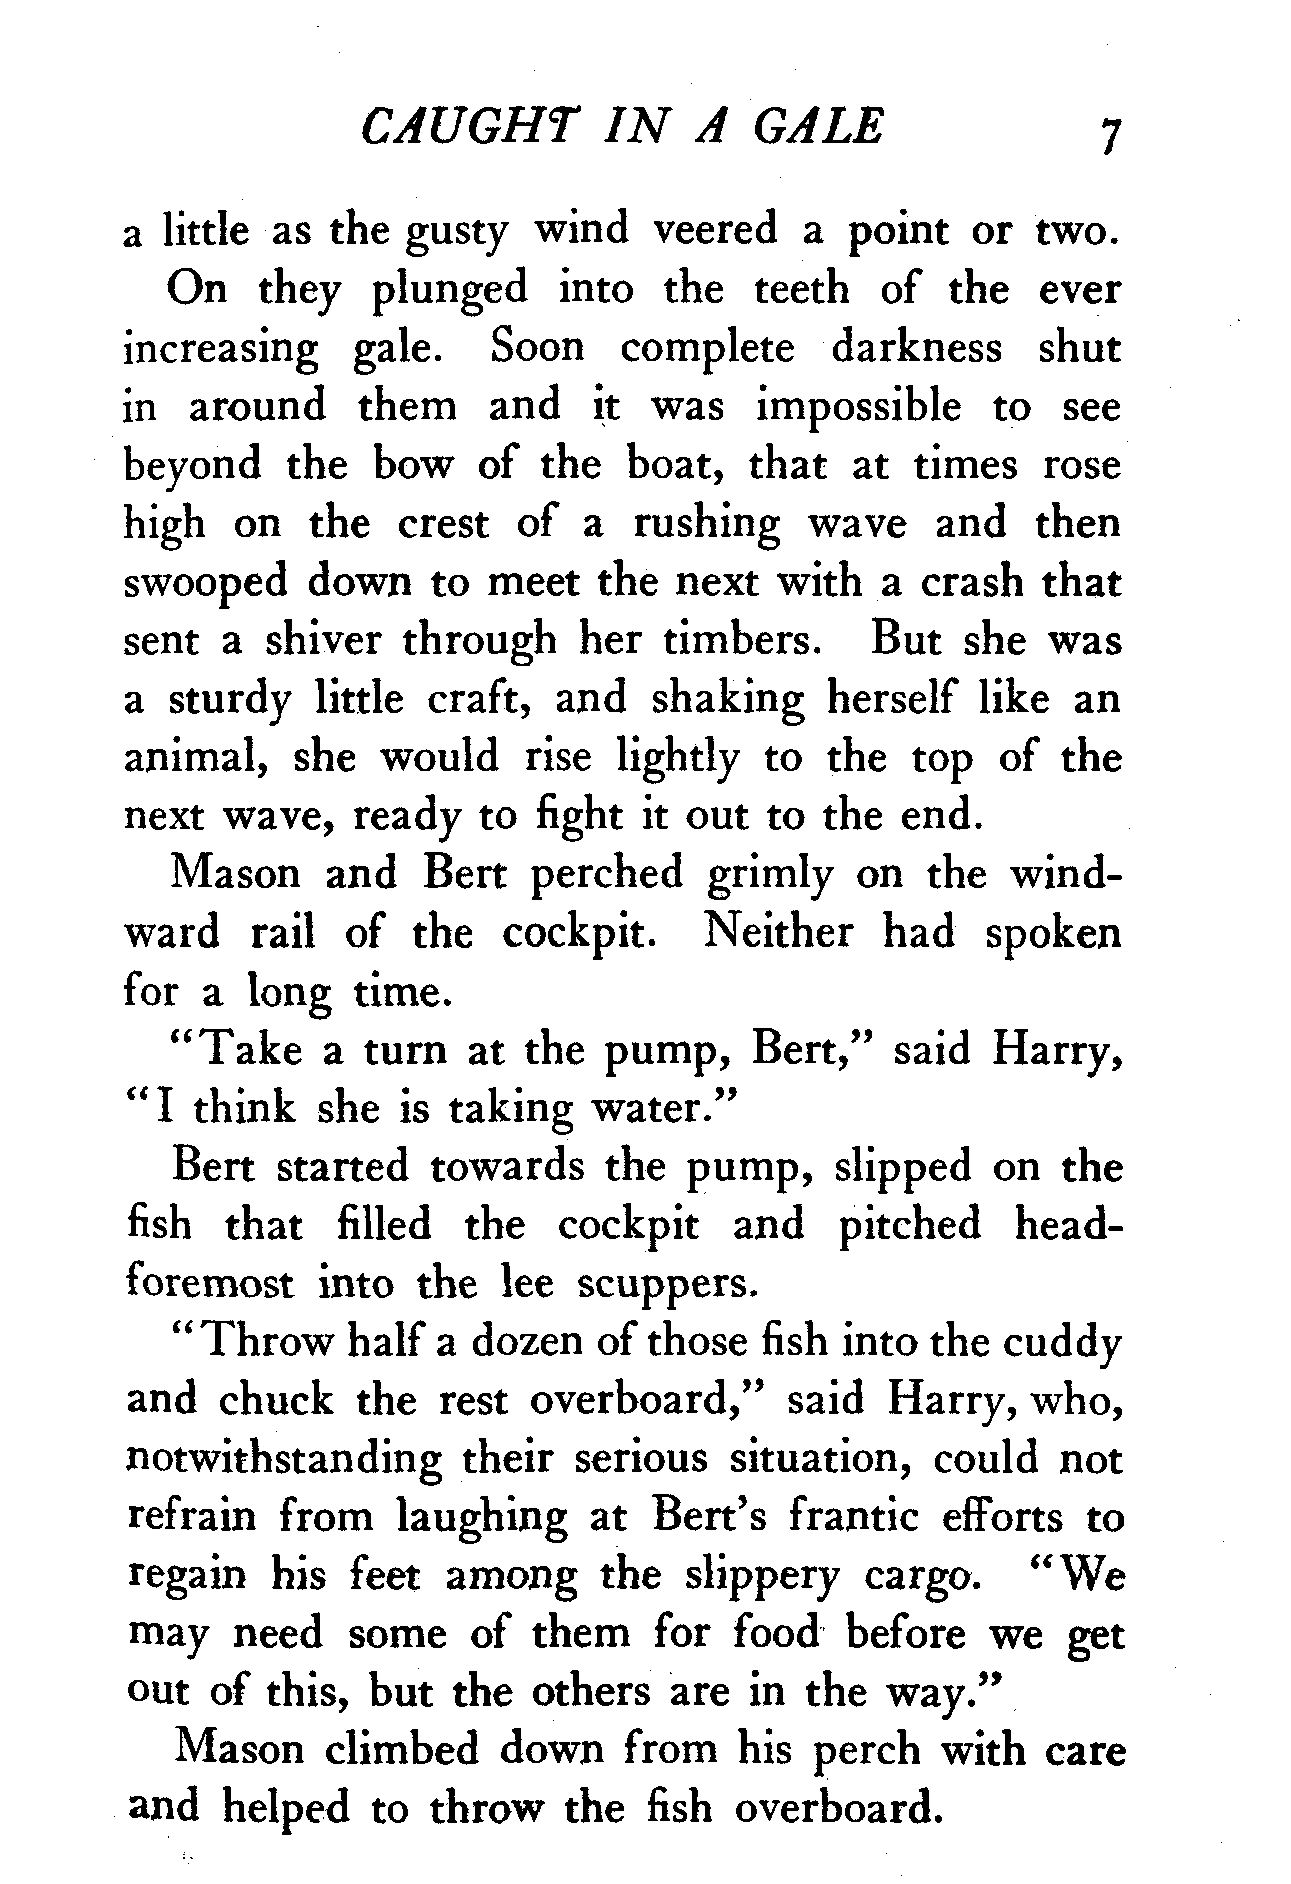 CAUGHT IN A GALE 7
a little as the gusty wind veered a point or two.
On they plunged into the teeth of the ever
increasing gale. Soon complete darkness shut
in around them and it was impossible to see
beyond the bow of the boat, that at times rose
high on the crest of a rushing wave and then
swooped down to meet the next with a crash that
sent a shiver through her timbers. But she was
a sturdy little craft, and shaking herself like an
animal, she would rise lightly to the top of the
next wave, ready to fight it out to the end.
Mason and Bert perched grimly on the wind-
ward rail of the cockpit. Neither had spoken
for a long time.
“Take a turn at the pump, Bert,” said Harry,
“I think she is taking water.”
Bert started towards the pump, slipped on the
fish that filled the cockpit and pitched head-
foremost into the lee scuppers.
“Throw half a dozen of those fish into the cuddy
and chuck the rest overboard,” said Harry, who,
notwithstanding their serious situation, could not
refrain from laughing at Bert’s frantic efforts to
regain his feet among the slippery cargo. “We
may need some of them for food before we get
out of this, but the others are in the way.”
Mason climbed down from his perch with care
and helped to throw the fish overboard.